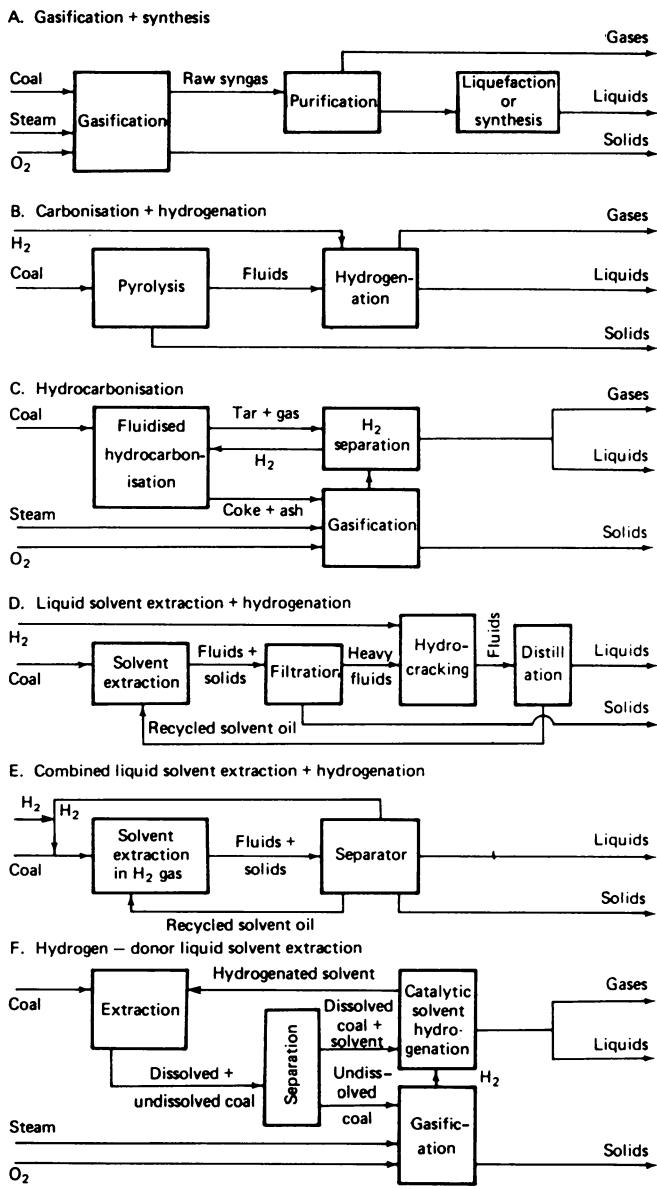 A. Gasification + synthesis
Gases
Coal
Raw syngas
Steam
Gasification
Purification
Liquefaction
or
synthesis
Liquids
O2
Solids
B. Carbonisation + hydrogenation
Gases
H2
Coal
Pyrolysis
Fluids
Hydrogen-
ation
Liquids
Solids
C. Hydrocarbonisation
Gases
Coal
Fluidised
hydrocarbon-
isation
Tar + gas
H2
H2
separation
Liquids
Coke + ash
Steam
Gasification
O2
Solids
D. Liquid solvent extraction + hydrogenation
H2
Coal
Solvent
extraction
Fluids +
solids
Filtration
Heavy
fluids
Hydro-
cracking
Fluids
Distill
ation
Liquids
Solids
Recycled solvent oil
E. Combined liquid solvent extraction + hydrogenation
H2
H2
Coal
Solvent
extraction
in H2 gas
Fluids +
solids
Separator
Liquids
Solids
Recycled solvent oil
F. Hydrogen — donor liquid solvent extraction
Hydrogenated solvent
Coal
Extraction
Dissolved +
undissolved coal
Separation
Dissolved
coal +
solvent
Catalytic
solvent
hydro-
genation
Gases
Liquids
Undiss-
olved
coal
H2
Steam
Gasific-
ation
O2
Solids